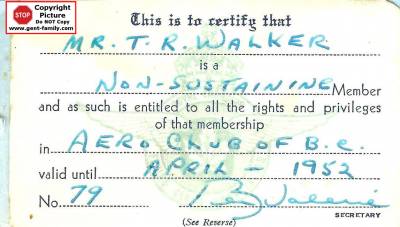 Copyright
Picture
Do NOT COPY
www.gent-family.com
STOP
This is to certify that
MR. T. R. WALKER
is a
NON-SUSTAININE Member
and as such is entitled to all the rights and privileges
of that membership
in AERO CLUB OF B.C.
valid until APRIL - 1952
No. 79
SECRETARY
(See Reverse)